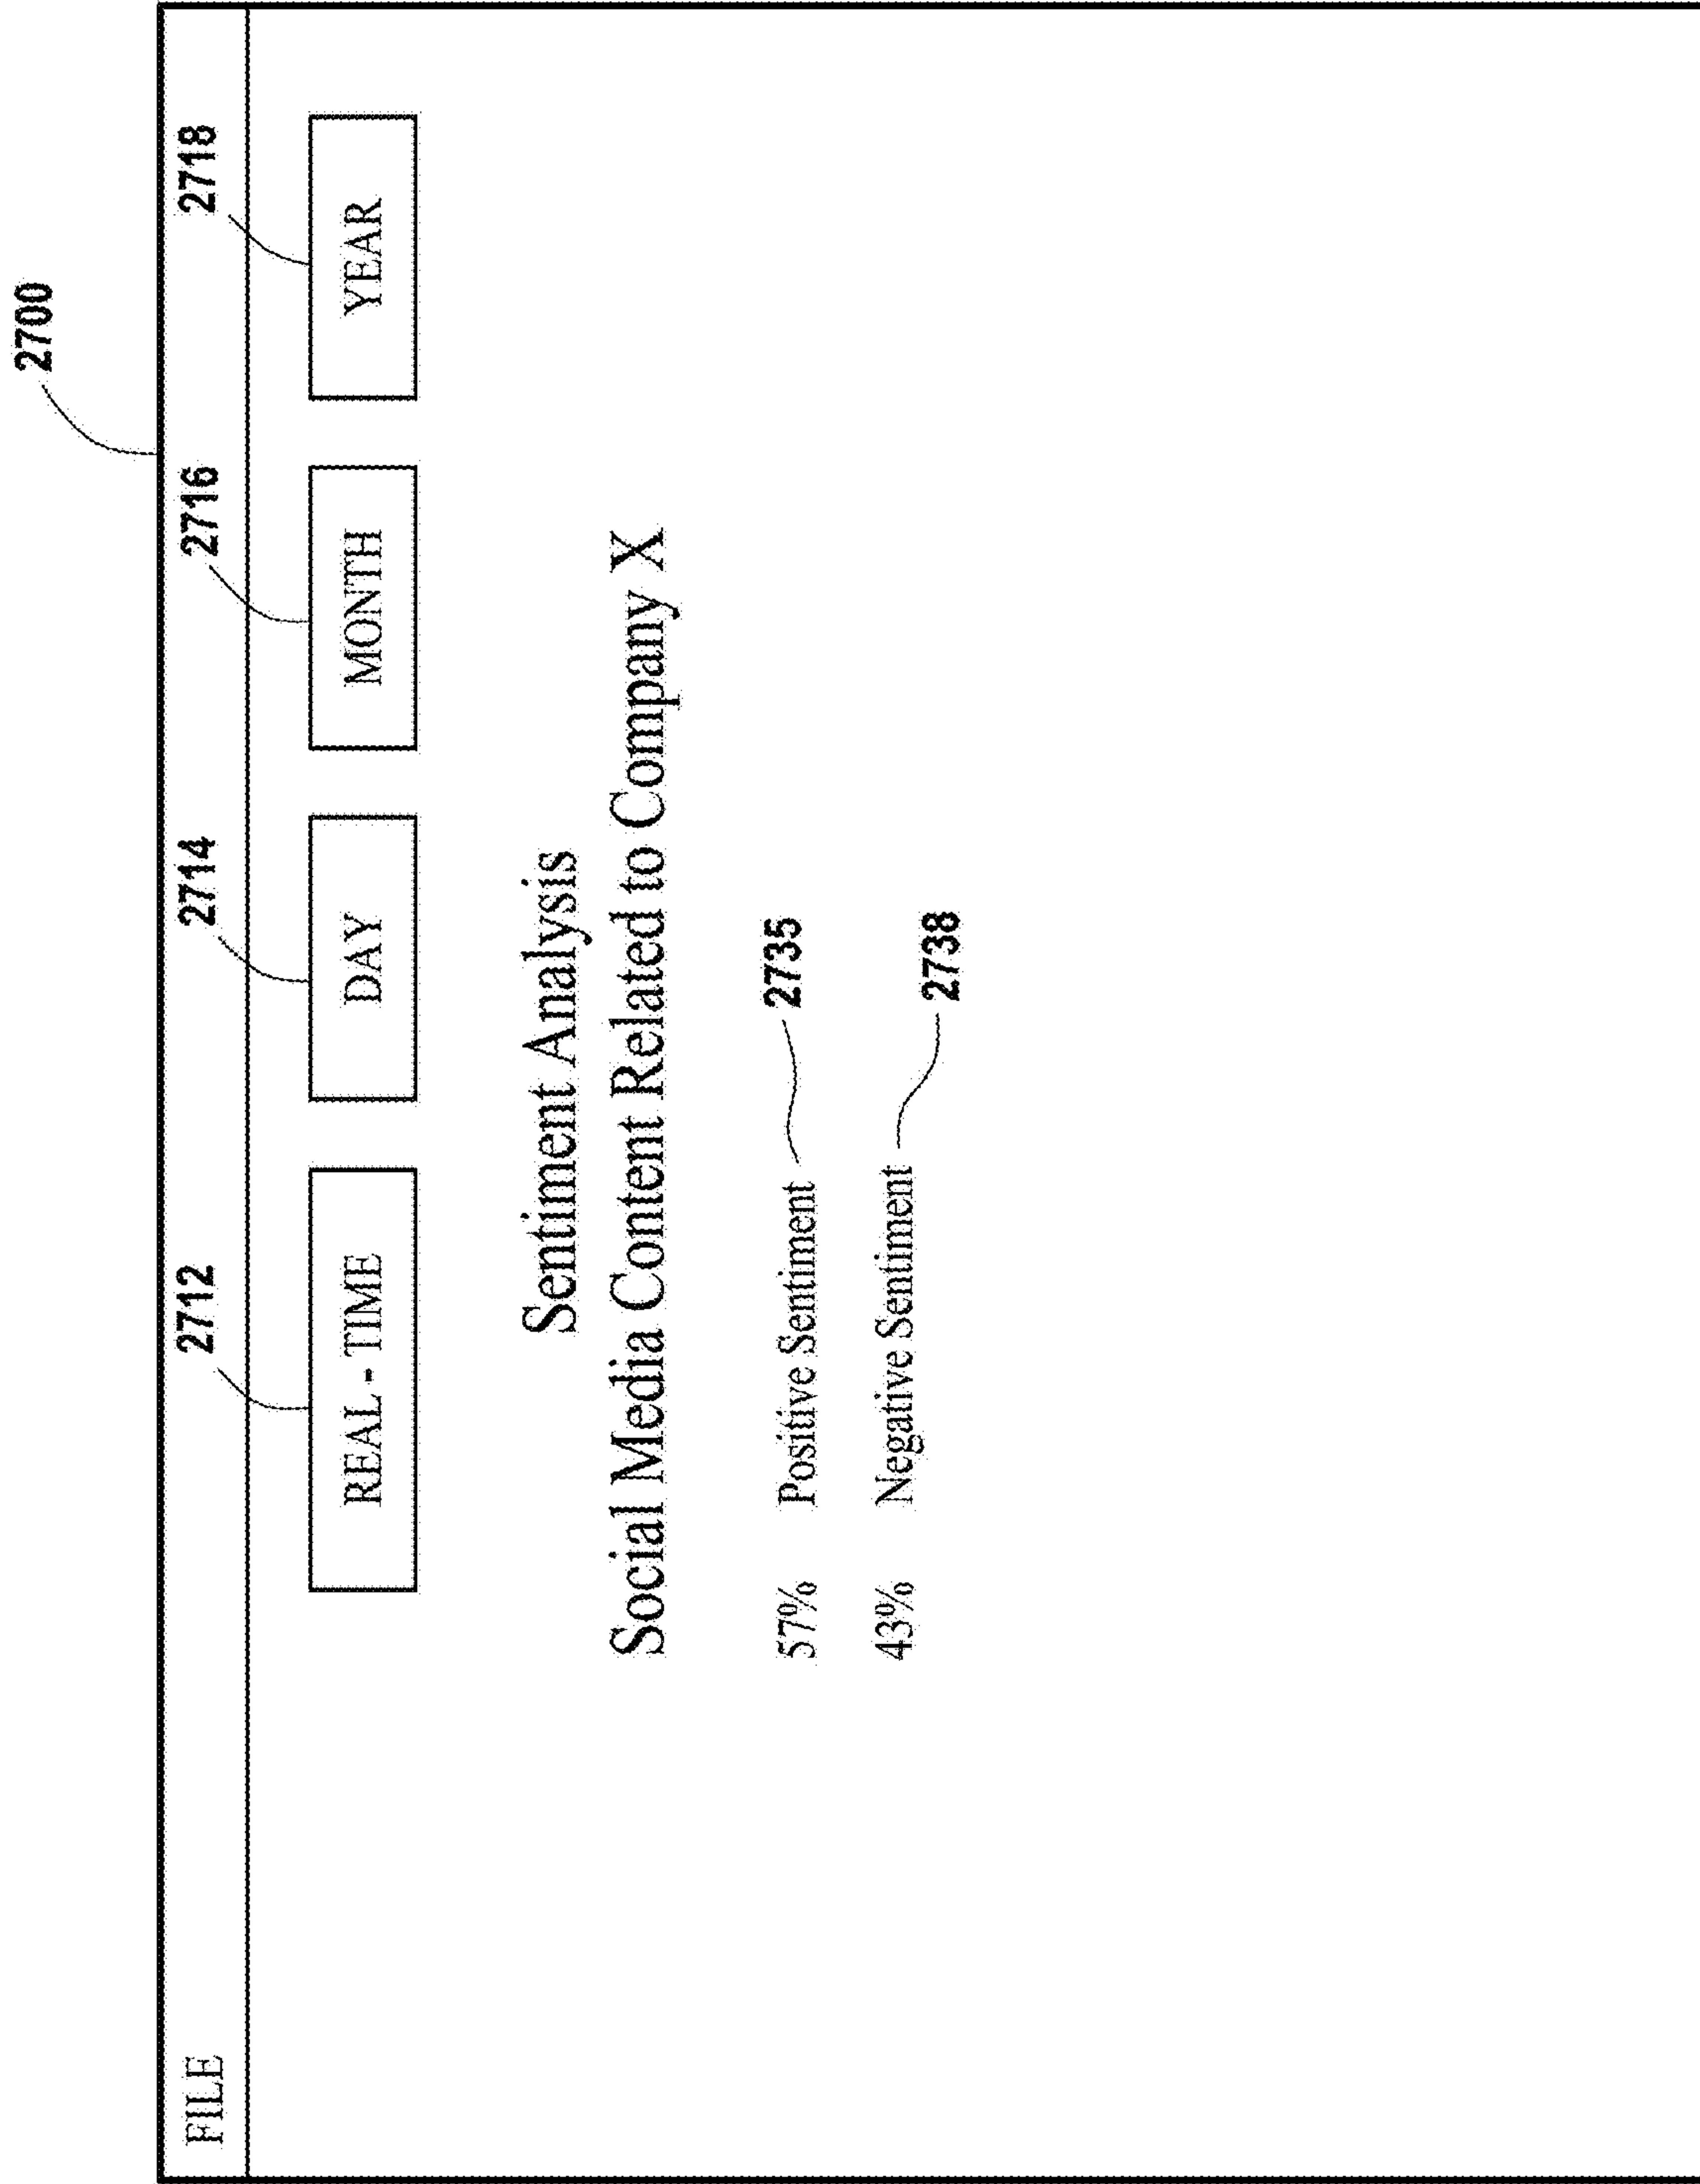 2700
FILE
2712 2714 2716 2718
REAL - TIME DAY MONTH YEAR
Sentiment Analysis
Social Media Content Related to Company X
57% Positive Sentiment 2735
43% Negative Sentiment 2738